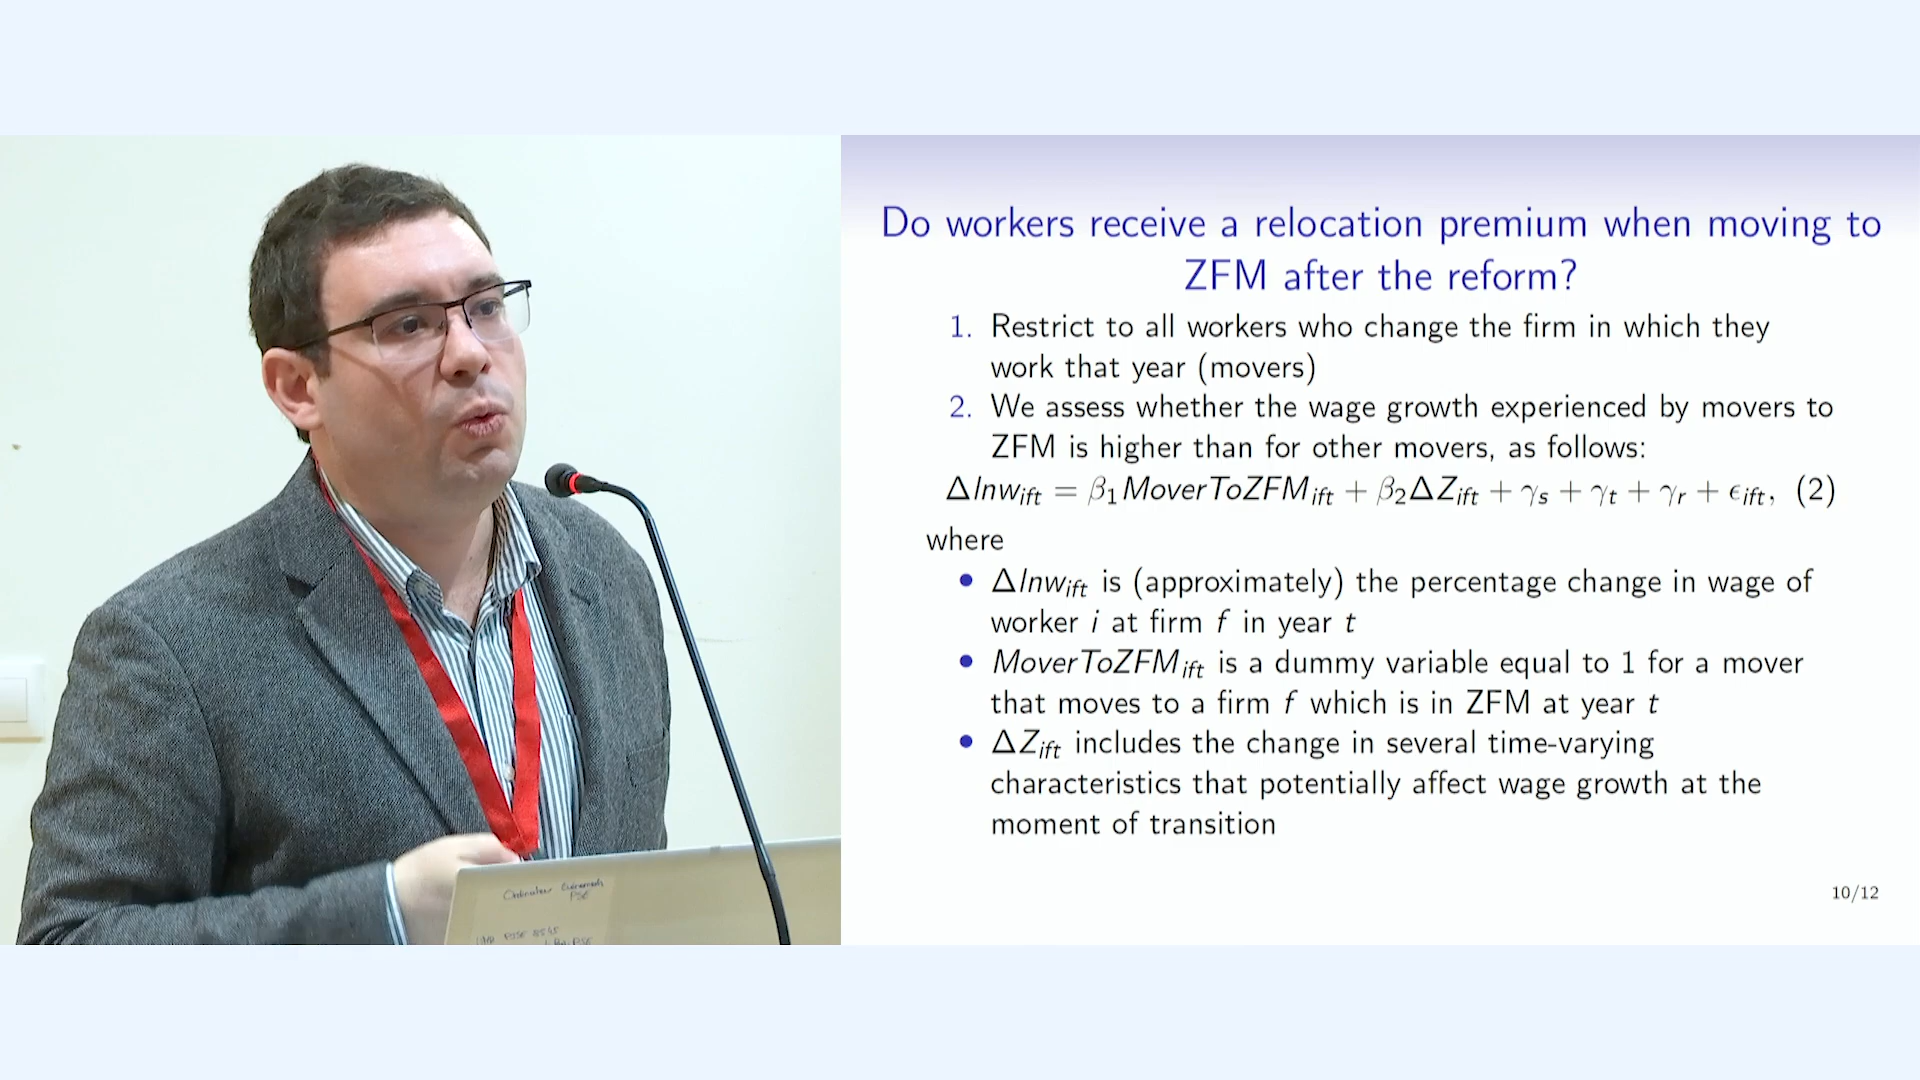 Do workers receive a relocation premium when moving to
ZFM after the reform?
1. Restrict to all workers who change the firm in which they
work that year (movers)
2. We assess whether the wage growth experienced by movers to
ZFM is higher than for other movers, as follows:
Δlnw_ift = β₁MoverToZFM_ift + β₂ΔZ_ift + γ_s + γ_t + γ_r + ϵ_ift, (2)
where
• Δlnw_ift is (approximately) the percentage change in wage of
worker i at firm f in year t
• MoverToZFM_ift is a dummy variable equal to 1 for a mover
that moves to a firm f which is in ZFM at year t
• ΔZ_ift includes the change in several time-varying
characteristics that potentially affect wage growth at the
moment of transition
10/12
PSE